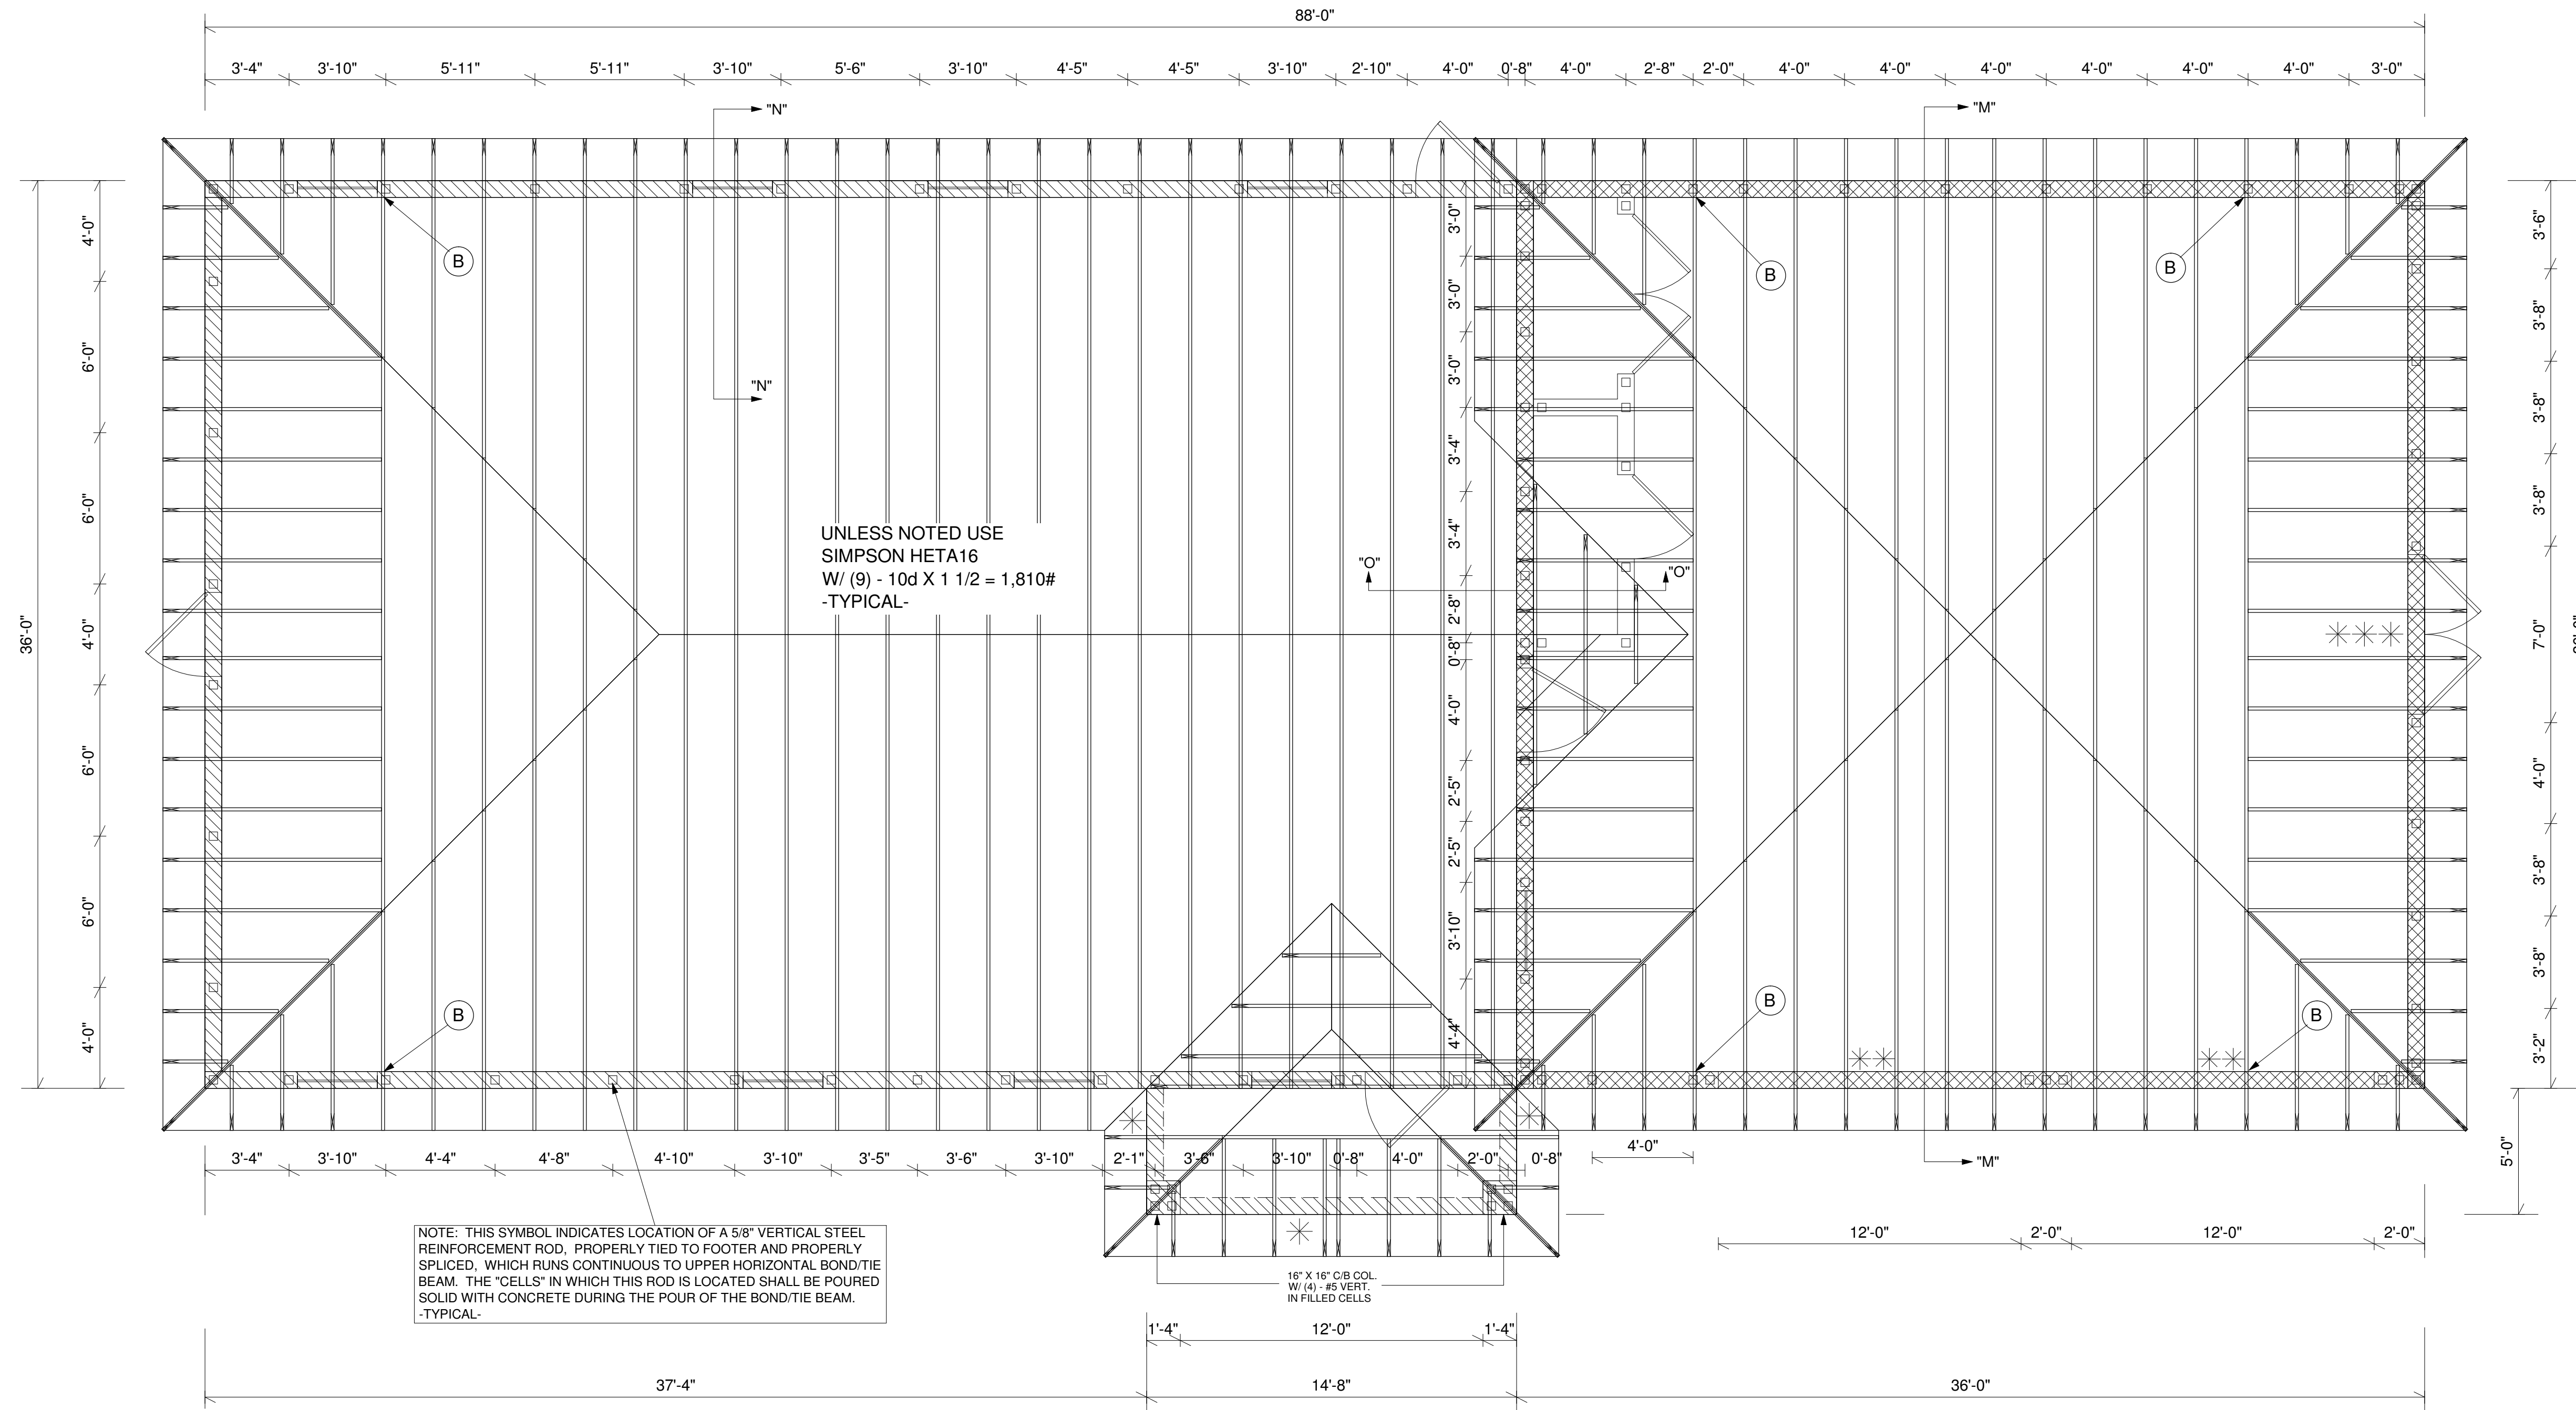 88'-0"
3'-4" 3'-10" 5'-11" 5'-11" 3'-10" 5'-6" 3'-10" 4'-5" 4'-5" 3'-10" 2'-10" 4'-0" 0'-8" 4'-0" 2'-8" 2'-0" 4'-0" 4'-0" 4'-0" 4'-0" 4'-0" 4'-0" 3'-0"
"N"
"M"
36'-0"
4'-0"
6'-0"
6'-0"
4'-0"
6'-0"
6'-0"
4'-0"
B
B
B
"N"
UNLESS NOTED USE
SIMPSON HETA16
W/ (9) - 10d X 1 1/2 = 1,810#
-TYPICAL-
"O"
"O"
3'-0"
3'-0"
3'-0"
3'-4"
3'-4"
2'-8"
0'-8"
4'-0"
2'-5"
2'-5"
3'-10"
4'-4"
3'-6"
3'-8"
3'-8"
3'-8"
7'-0"
4'-0"
3'-8"
3'-8"
3'-2"
5'-0"
B
B
B
3'-4" 3'-10" 4'-4" 4'-8" 4'-10" 3'-10" 3'-5" 3'-6" 3'-10" 2'-1" 3'-6" 3'-10" 0'-8" 4'-0" 2'-0" 0'-8"
4'-0"
"M"
NOTE: THIS SYMBOL INDICATES LOCATION OF A 5/8" VERTICAL STEEL
REINFORCEMENT ROD, PROPERLY TIED TO FOOTER AND PROPERLY
SPLICED, WHICH RUNS CONTINUOUS TO UPPER HORIZONTAL BOND/TIE
BEAM. THE "CELLS" IN WHICH THIS ROD IS LOCATED SHALL BE POURED
SOLID WITH CONCRETE DURING THE POUR OF THE BOND/TIE BEAM.
-TYPICAL-
16" X 16" C/B COL.
W/ (4) - #5 VERT.
IN FILLED CELLS
12'-0" 2'-0" 12'-0" 2'-0"
1'-4" 12'-0" 1'-4"
37'-4" 14'-8" 36'-0"